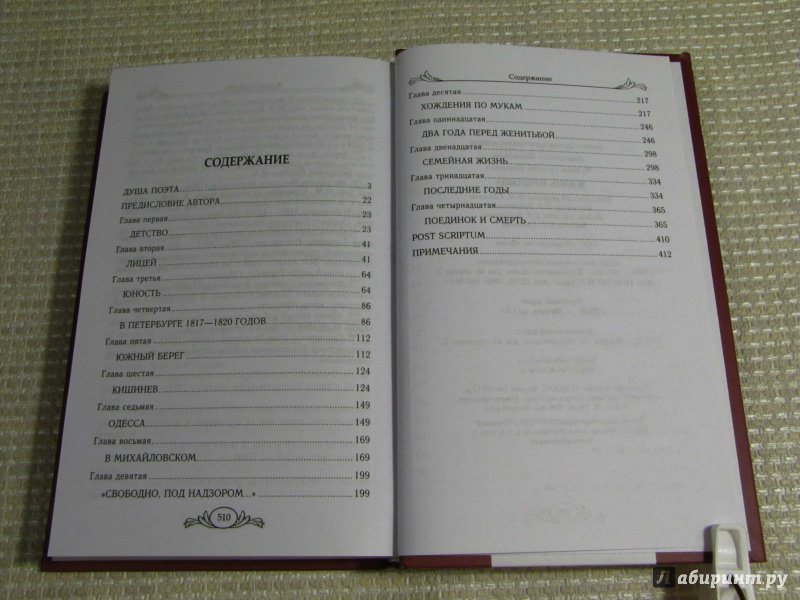 СОДЕРЖАНИЕ
ДУША ПОЭТА 3
ПРЕДИСЛОВИЕ АВТОРА 22
Глава первая 23
ДЕТСТВО 23
Глава вторая 41
ЛИЦЕЙ 41
Глава третья 64
ЮНОСТЬ 64
Глава четвертая 86
В ПЕТЕРБУРГЕ 1817—1820 ГОДОВ 86
Глава пятая 112
ЮЖНЫЙ БЕРЕГ 112
Глава шестая 124
КИШИНЕВ 124
Глава седьмая 149
ОДЕССА 149
Глава восьмая 169
В МИХАЙЛОВСКОМ 169
Глава девятая 199
«СВОБОДНО, ПОД НАДЗОРОМ...» 199
510
Содержание
Глава десятая 217
ХОЖДЕНИЯ ПО МУКАМ 217
Глава одиннадцатая 246
ДВА ГОДА ПЕРЕД ЖЕНИТЬБОЙ 246
Глава двенадцатая 298
СЕМЕЙНАЯ ЖИЗНЬ 298
Глава тринадцатая 334
ПОСЛЕДНИЕ ГОДЫ 334
Глава четырнадцатая 365
ПОЕДИНОК И СМЕРТЬ 365
POST SCRIPTUM 410
ПРИМЕЧАНИЯ 412
Лабиринт.ру